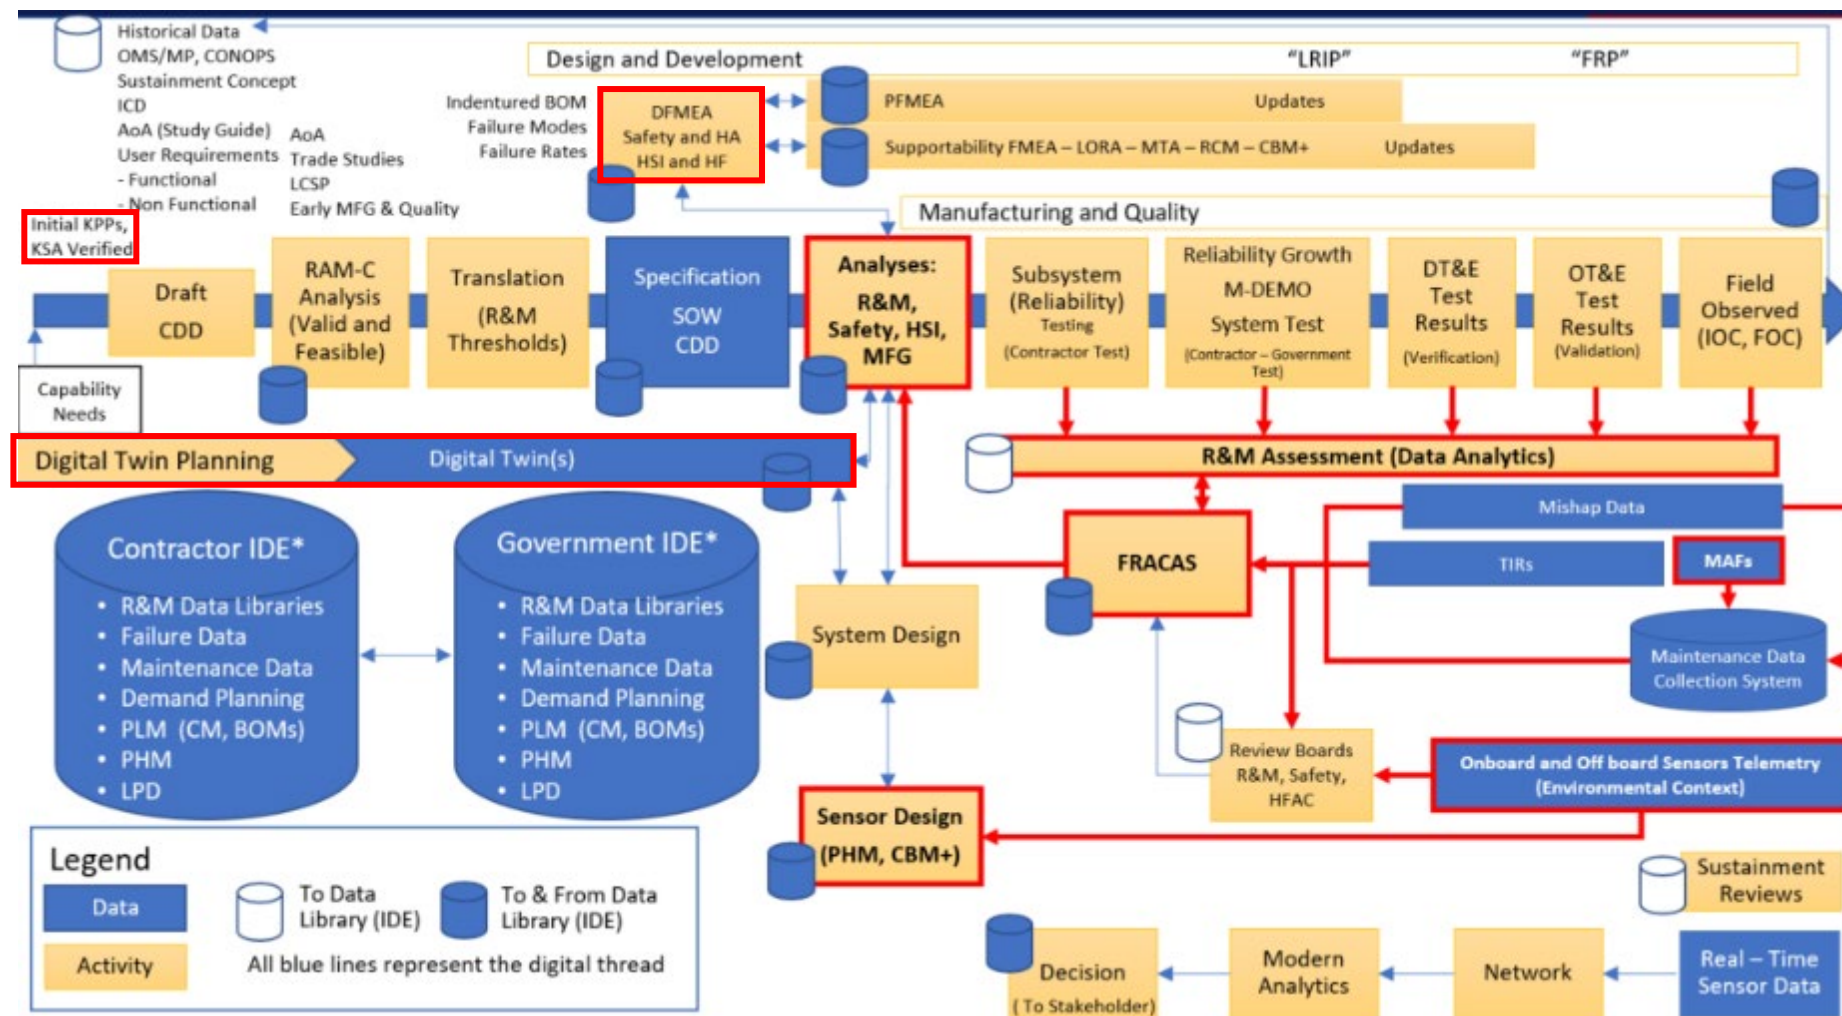 Historical Data
OMS/MP, CONOPS
Sustainment Concept
ICD
AoA (Study Guide)
User Requirements
- Functional
- Non Functional
AoA
Trade Studies
LCSP
Early MFG & Quality
Initial KPPs,
KSA Verified
Design and Development
"LRIP"
"FRP"
Indentured BOM
Failure Modes
Failure Rates
DFMEA
Safety and HA
HSI and HF
PFMEA
Updates
Supportability FMEA – LORA – MTA – RCM – CBM+
Updates
Manufacturing and Quality
Draft
CDD
RAM-C
Analysis
(Valid and
Feasible)
Translation
(R&M
Thresholds)
Specification
SOW
CDD
Analyses:
R&M,
Safety, HSI,
MFG
Subsystem
(Reliability)
Testing
(Contractor Test)
Reliability Growth
M-DEMO
System Test
(Contractor – Government
Test)
DT&E
Test
Results
(Verification)
OT&E
Test
Results
(Validation)
Field
Observed
(IOC, FOC)
Capability
Needs
Digital Twin Planning
Digital Twin(s)
R&M Assessment (Data Analytics)
Contractor IDE*
• R&M Data Libraries
• Failure Data
• Maintenance Data
• Demand Planning
• PLM (CM, BOMs)
• PHM
• LPD
Government IDE*
• R&M Data Libraries
• Failure Data
• Maintenance Data
• Demand Planning
• PLM (CM, BOMs)
• PHM
• LPD
System Design
Sensor Design
(PHM, CBM+)
FRACAS
Mishap Data
TIRs
MAFs
Maintenance Data
Collection System
Review Boards
R&M, Safety,
HFAC
Onboard and Off board Sensors Telemetry
(Environmental Context)
Legend
Data
Activity
To Data
Library (IDE)
To & From Data
Library (IDE)
All blue lines represent the digital thread
Sustainment
Reviews
Decision
( To Stakeholder)
Modern
Analytics
Network
Real – Time
Sensor Data